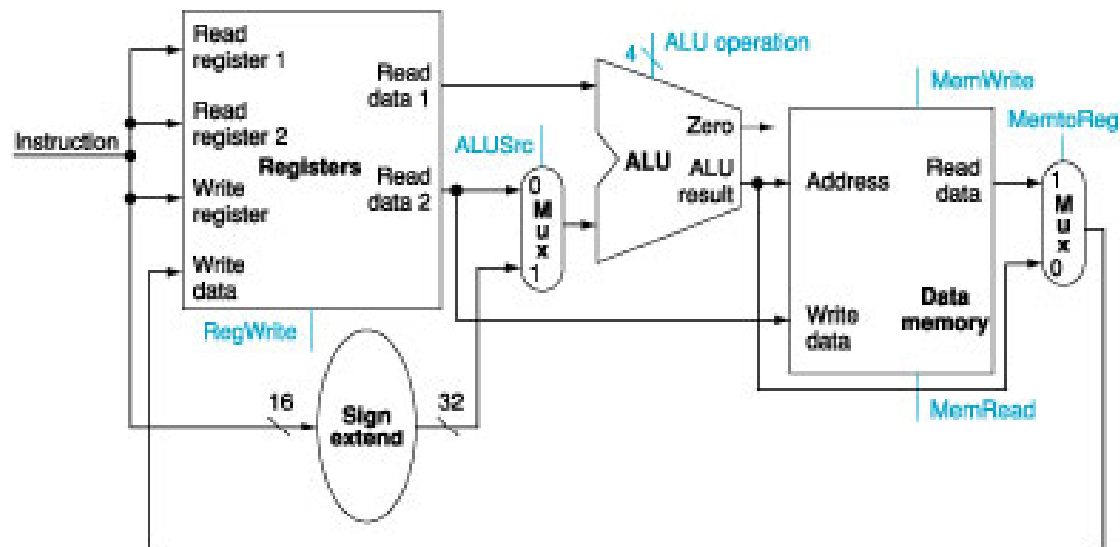 Instruction
Read
register 1
Read
register 2
Write
register
Write
data
Registers
Read
data 1
Read
data 2
RegWrite
16
Sign
extend
32
ALUSrc
0
M
u
x
1
4
ALU operation
Zero
ALU
ALU
result
MemWrite
Address
Read
data
Write
data
Data
memory
MemRead
MemtoReg
1
M
u
x
0